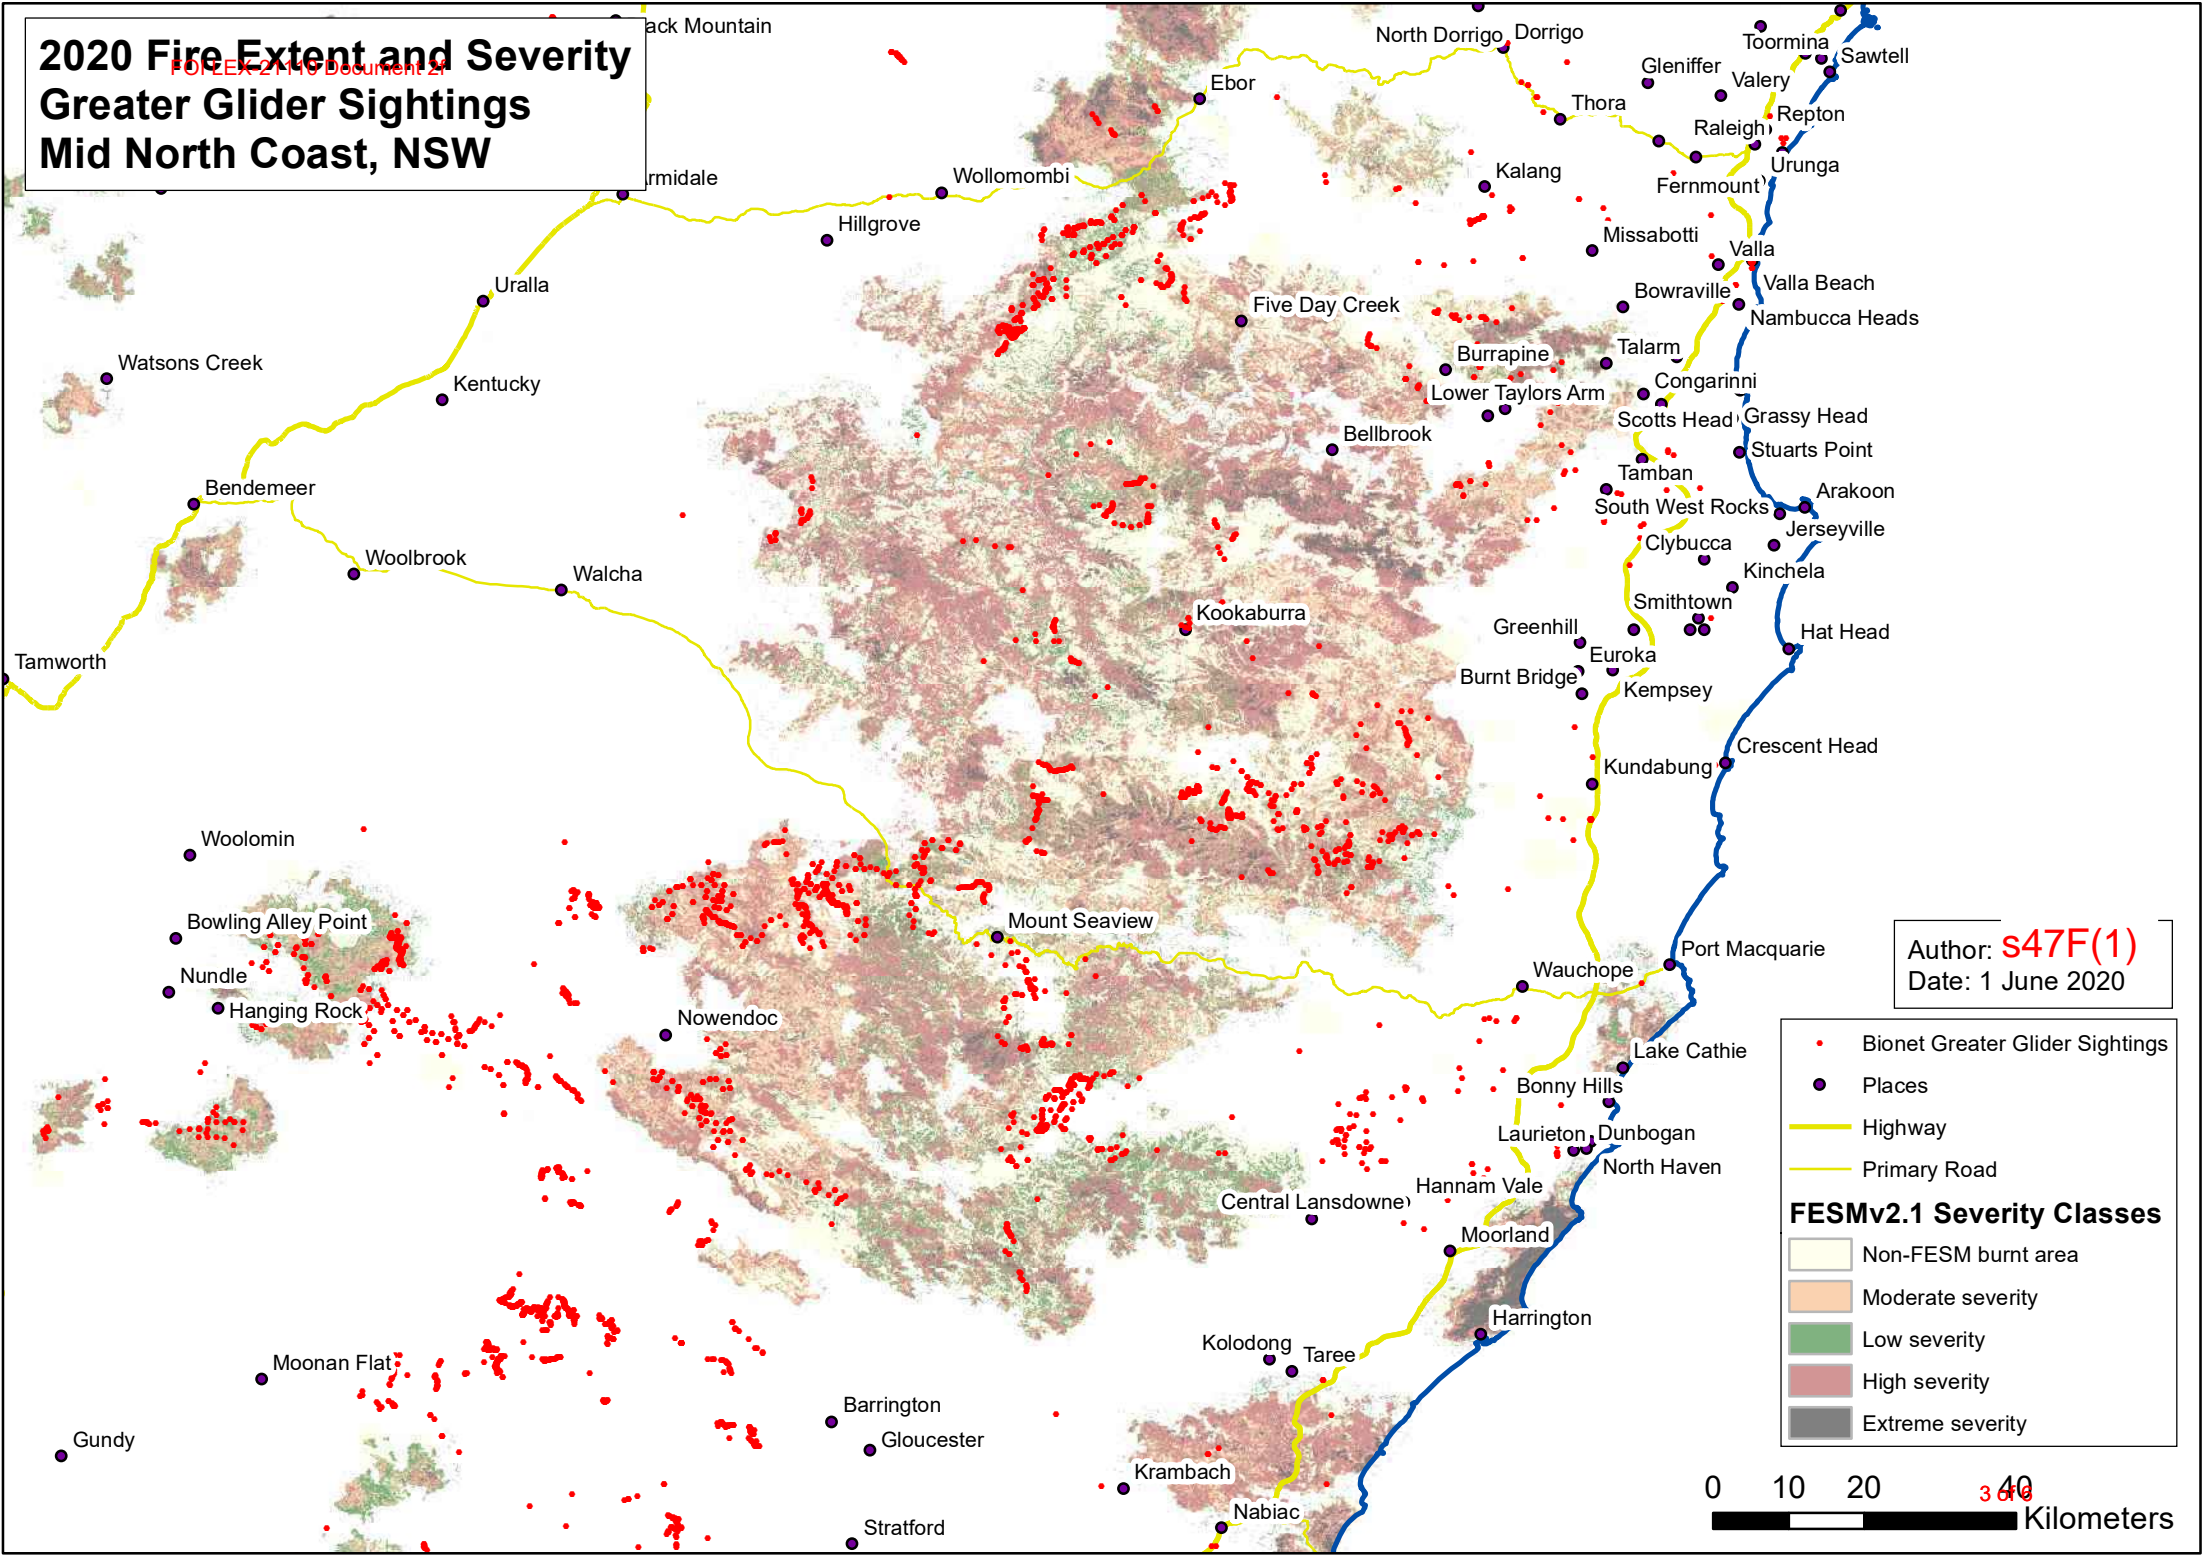 2020 Fire Extent and Severity
Greater Glider Sightings
Mid North Coast, NSW
FOI LEX-21110 Document 2f
ack Mountain
North Dorrigo
Dorrigo
Toormina
Sawtell
Gleniffer
Valery
Ebor
Thora
Repton
Raleigh
Urunga
Kalang
Fernmount
Armidale
Wollomombi
Hillgrove
Missabotti
Valla
Valla Beach
Uralla
Bowraville
Five Day Creek
Nambucca Heads
Watsons Creek
Burrapine
Talarm
Kentucky
Congarinni
Lower Taylors Arm
Scotts Head
Grassy Head
Bellbrook
Stuarts Point
Tamban
Bendemeer
Arakoon
South West Rocks
Jerseyville
Clybucca
Woolbrook
Walcha
Kinchela
Smithtown
Kookaburra
Greenhill
Hat Head
Euroka
Tamworth
Burnt Bridge
Kempsey
Crescent Head
Kundabung
Woolomin
Bowling Alley Point
Mount Seaview
Port Macquarie
Nundle
Wauchope
Hanging Rock
Nowendoc
Lake Cathie
Bonny Hills
Laurieton
Dunbogan
North Haven
Hannam Vale
Central Lansdowne
Moorland
Harrington
Kolodong
Taree
Moonan Flat
Barrington
Gloucester
Gundy
Krambach
Nabiac
Stratford
Author: s47F(1)
Date: 1 June 2020
Bionet Greater Glider Sightings
Places
Highway
Primary Road
FESMv2.1 Severity Classes
Non-FESM burnt area
Moderate severity
Low severity
High severity
Extreme severity
0 10 20 40
3 of 6
Kilometers